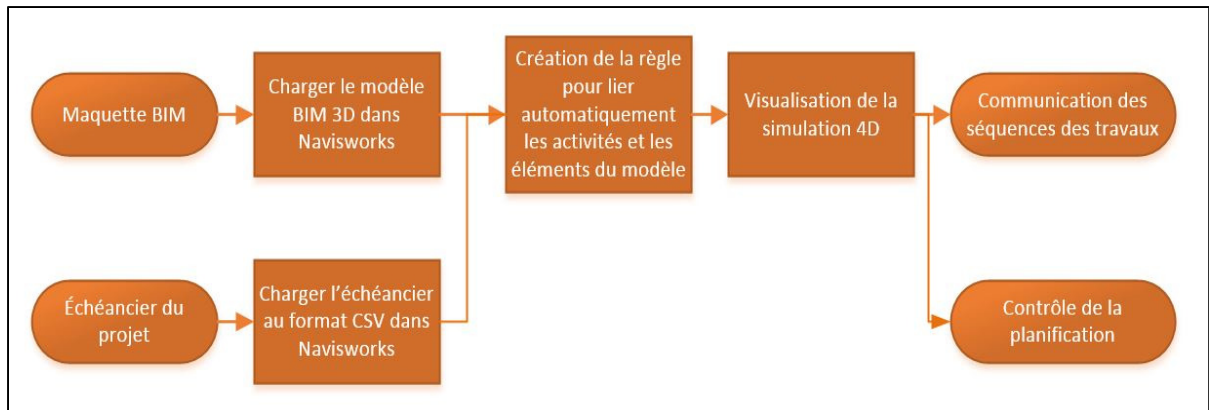 Maquette BIM
Charger le modèle
BIM 3D dans
Navisworks
Création de la règle
pour lier
automatiquement
les activités et les
éléments du modèle
Visualisation de la
simulation 4D
Communication des
séquences des travaux
Échéancier du
projet
Charger l'échéancier
au format CSV dans
Navisworks
Contrôle de la
planification